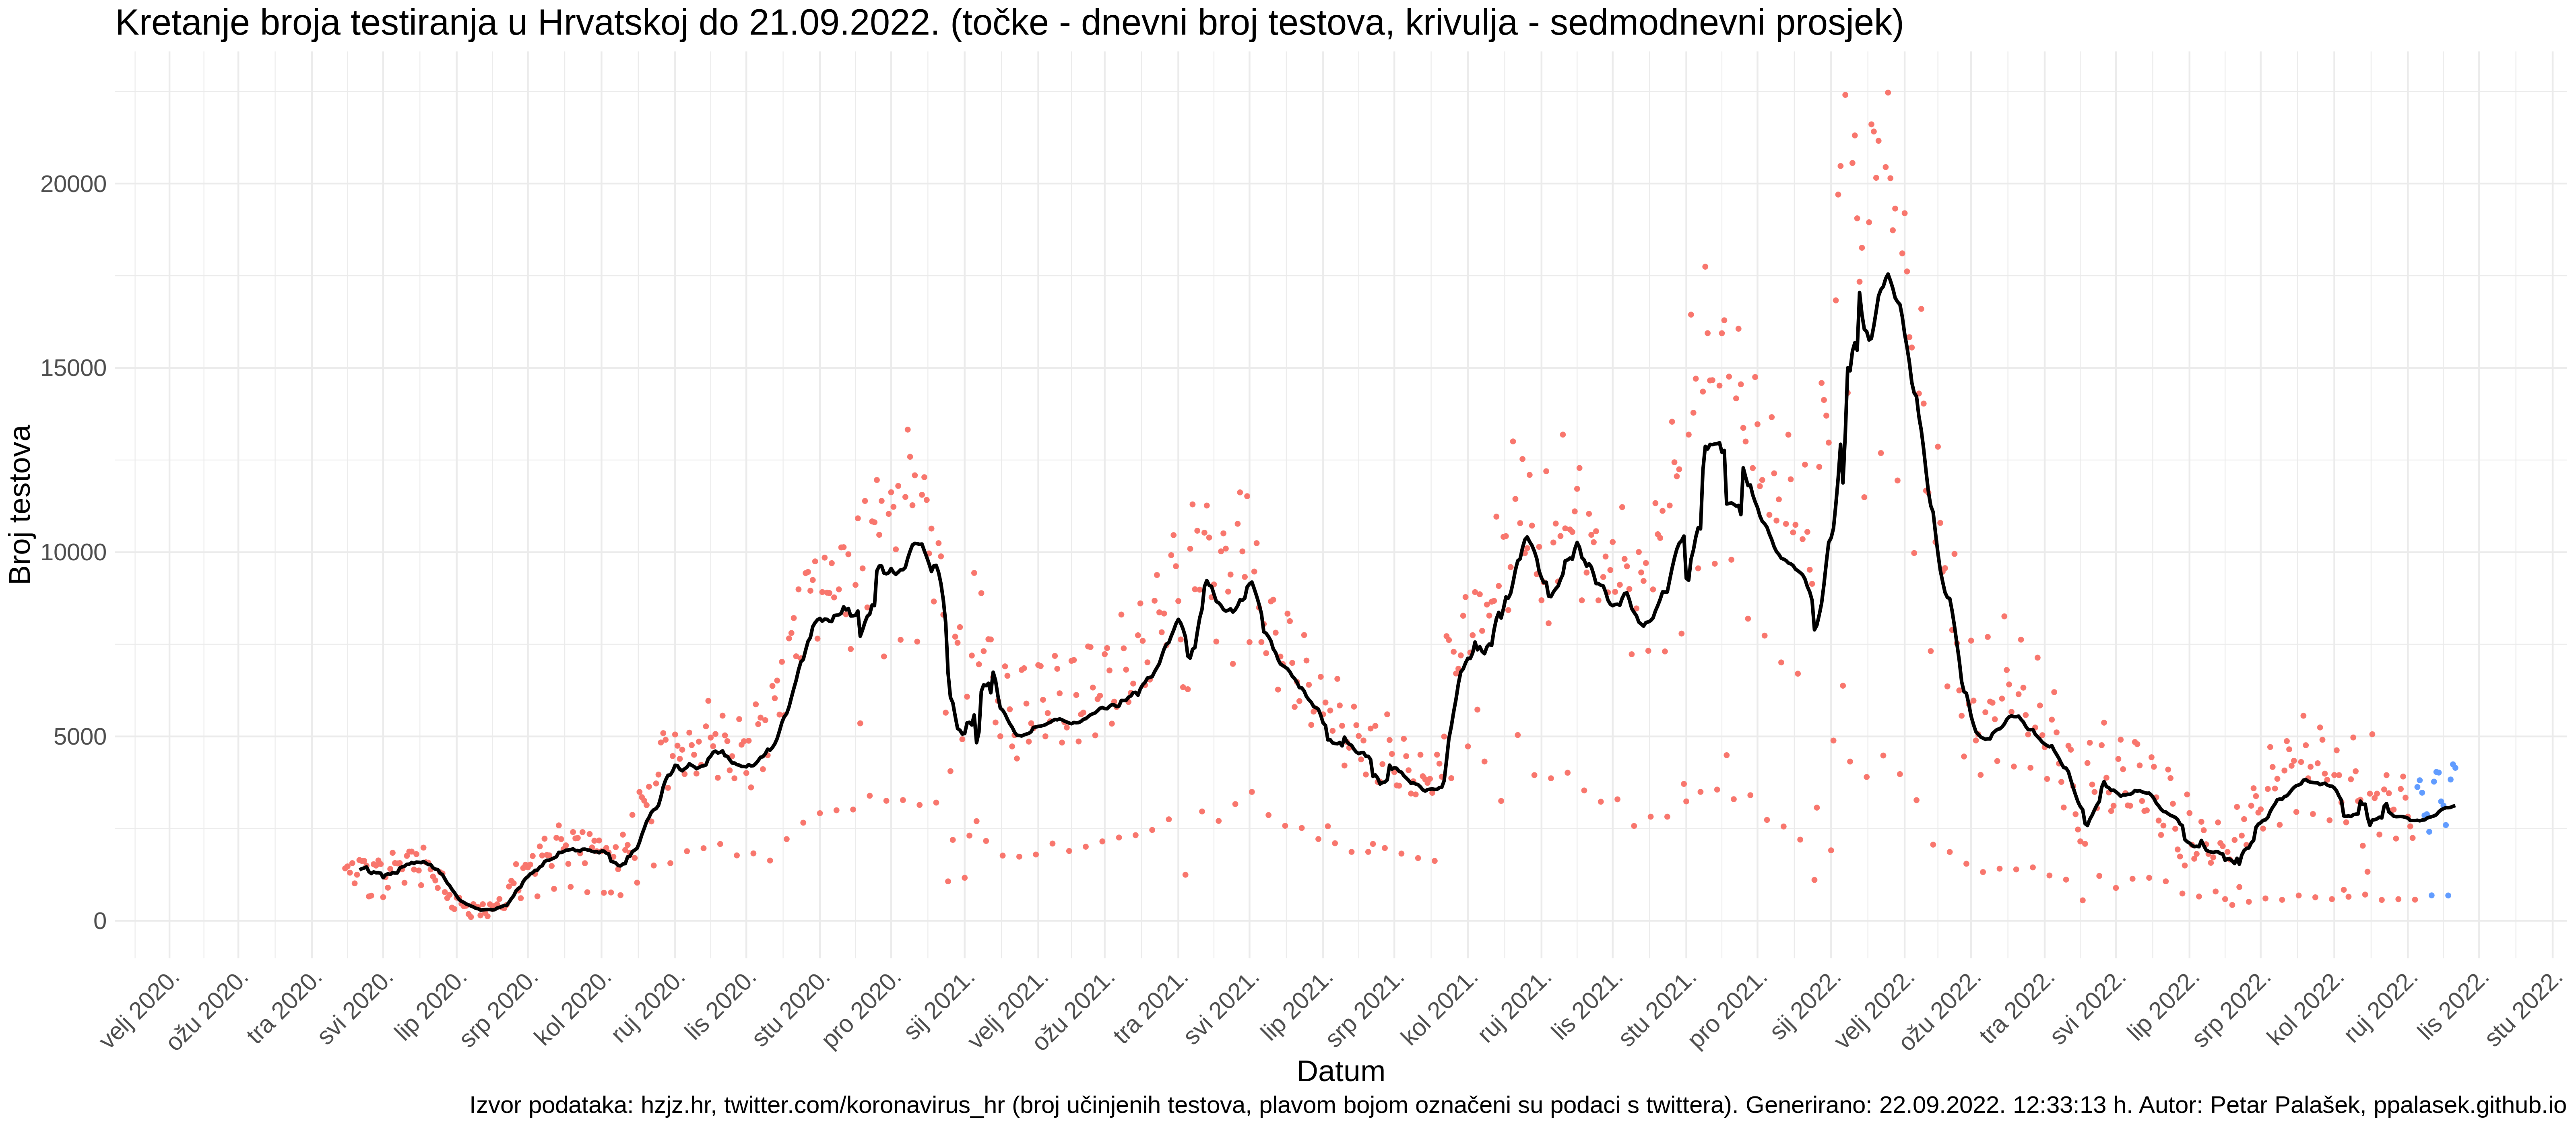 Kretanje broja testiranja u Hrvatskoj do 21.09.2022. (točke - dnevni broj testova, krivulja - sedmodnevni prosjek)
Broj testova
20000
15000
10000
5000
0
velj 2020.
ožu 2020.
tra 2020.
svi 2020.
lip 2020.
srp 2020.
kol 2020.
ruj 2020.
lis 2020.
stu 2020.
pro 2020.
sij 2021.
velj 2021.
ožu 2021.
tra 2021.
svi 2021.
lip 2021.
srp 2021.
kol 2021.
ruj 2021.
lis 2021.
stu 2021.
pro 2021.
sij 2022.
velj 2022.
ožu 2022.
tra 2022.
svi 2022.
lip 2022.
srp 2022.
kol 2022.
ruj 2022.
lis 2022.
stu 2022.
Datum
Izvor podataka: hzjz.hr, twitter.com/koronavirus_hr (broj učinjenih testova, plavom bojom označeni su podaci s twittera). Generirano: 22.09.2022. 12:33:13 h. Autor: Petar Palašek, ppalasek.github.io